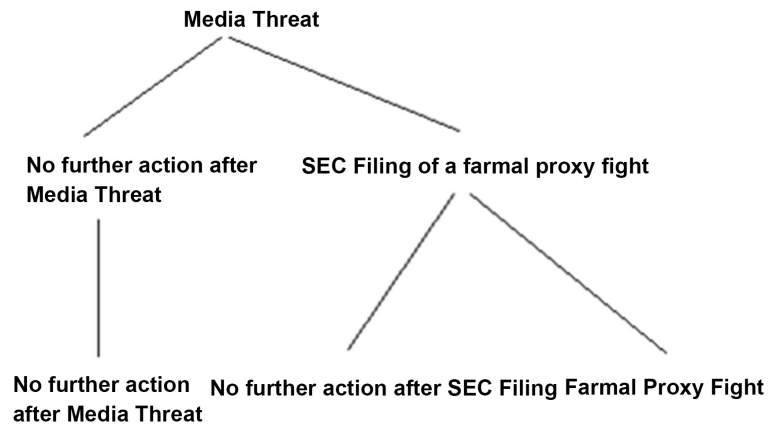 Media Threat
No further action after
Media Threat
SEC Filing of a farmal proxy fight
No further action
after Media Threat
No further action after SEC Filing
Farmal Proxy Fight